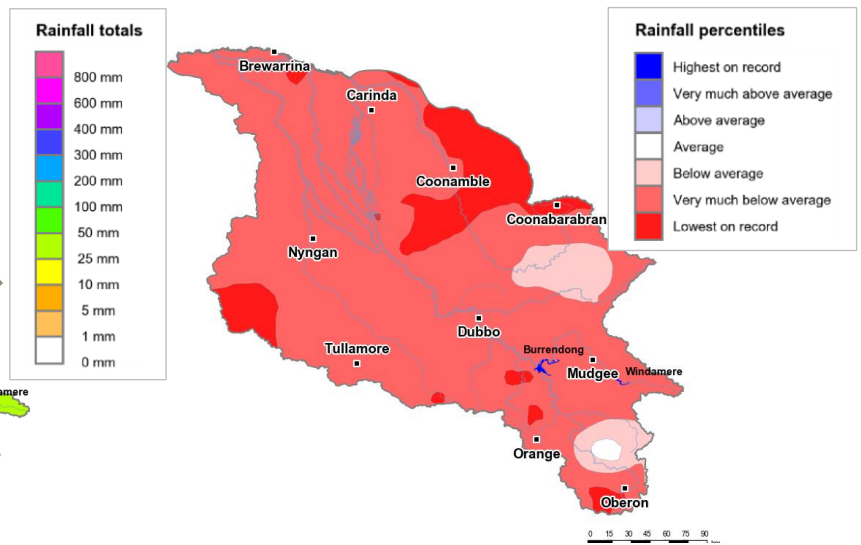 Rainfall totals
800 mm
600 mm
400 mm
300 mm
200 mm
100 mm
50 mm
25 mm
10 mm
5 mm
1 mm
0 mm
Rainfall percentiles
Highest on record
Very much above average
Above average
Average
Below average
Very much below average
Lowest on record
Brewarrina
Carinda
Coonamble
Coonabarabran
Nyngan
Dubbo
Tullamore
Burrendong
Mudgee
Windamere
amere
Orange
Oberon
0 15 30 45 60 75 90